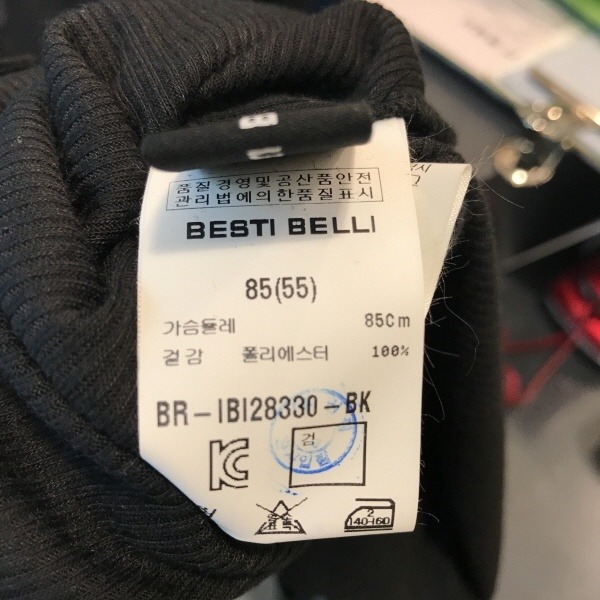 품질경영및공산품안전
관리법에의한품질표시
BESTI BELLI
85(55)
가슴둘레 85Cm
겉감 폴리에스터 100%
BR-IBI28330-BK
검
2
140-160